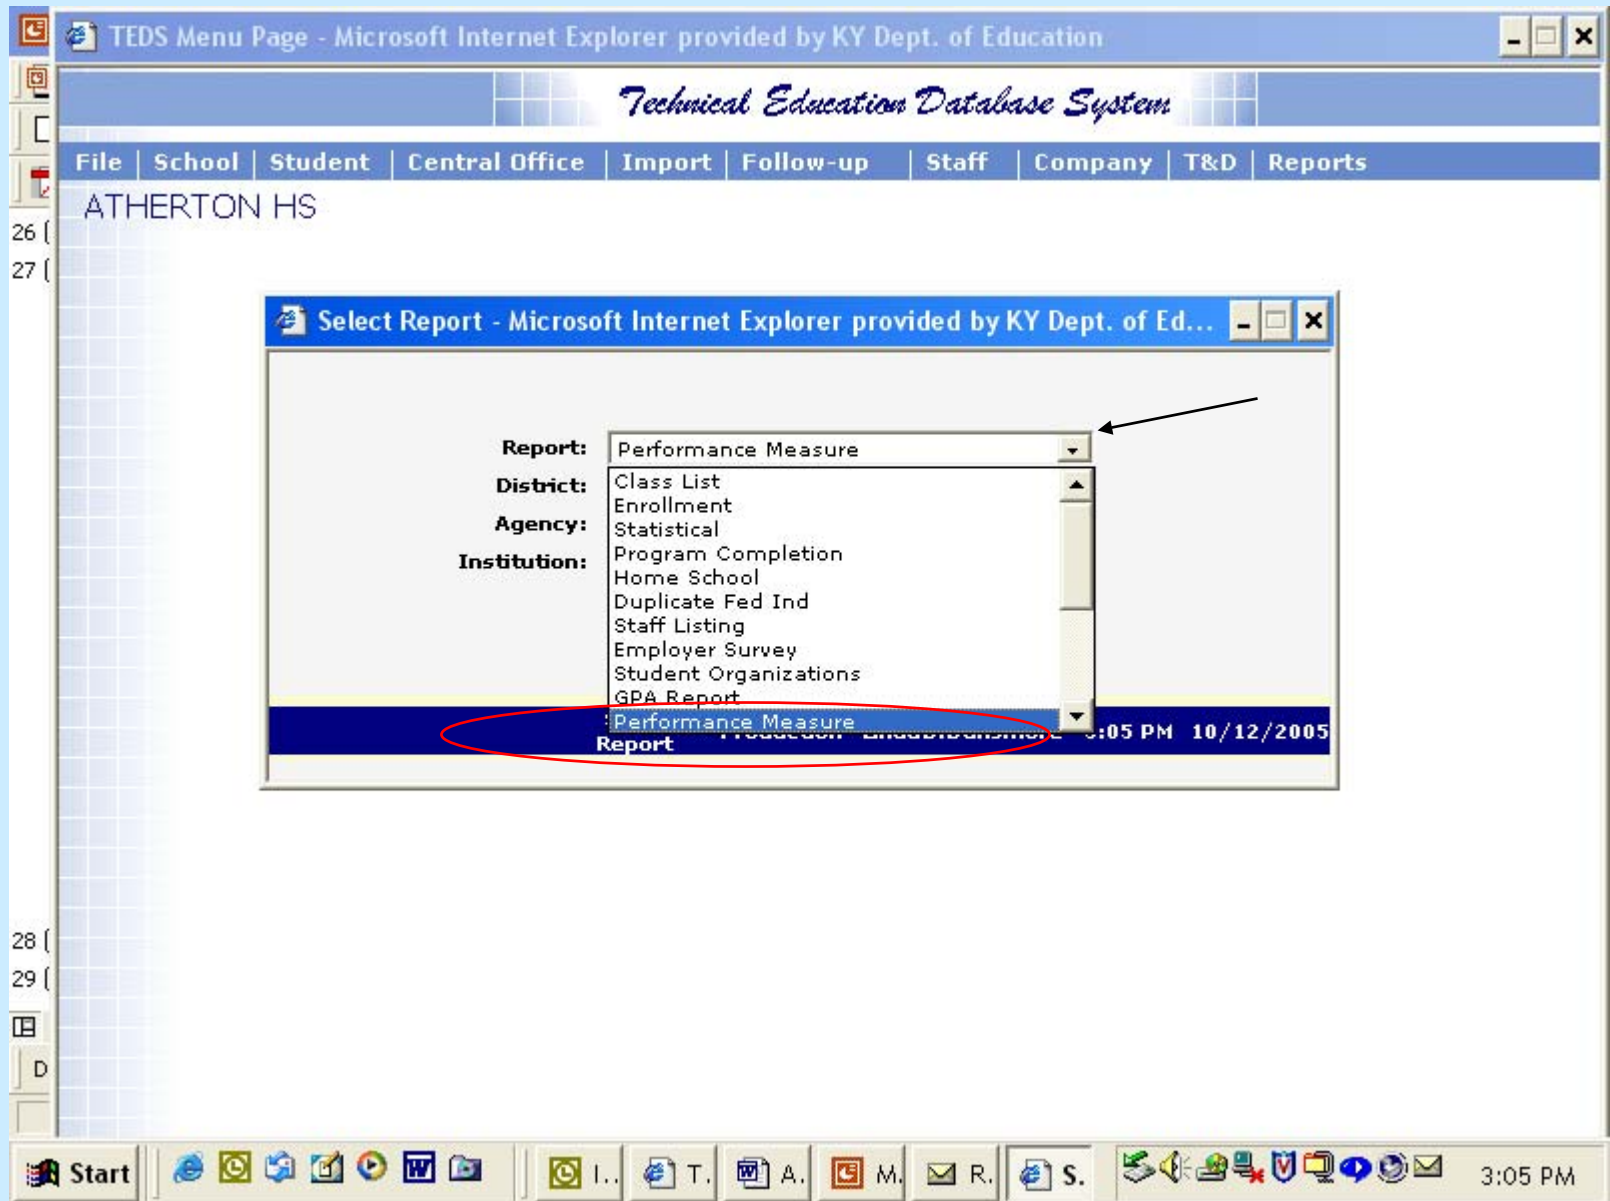 TEDS Menu Page - Microsoft Internet Explorer provided by KY Dept. of Education
Technical Education Database System
File | School | Student | Central Office | Import | Follow-up | Staff | Company | T&D | Reports
ATHERTON HS
26
27
Select Report - Microsoft Internet Explorer provided by KY Dept. of Ed...
Report: Performance Measure
District:
Agency:
Institution:
Class List
Enrollment
Statistical
Program Completion
Home School
Duplicate Fed Ind
Staff Listing
Employer Survey
Student Organizations
GPA Report
Performance Measure
Report
:05 PM 10/12/2005
28
29
D
Start
I..
T.
A.
M.
R.
S.
3:05 PM